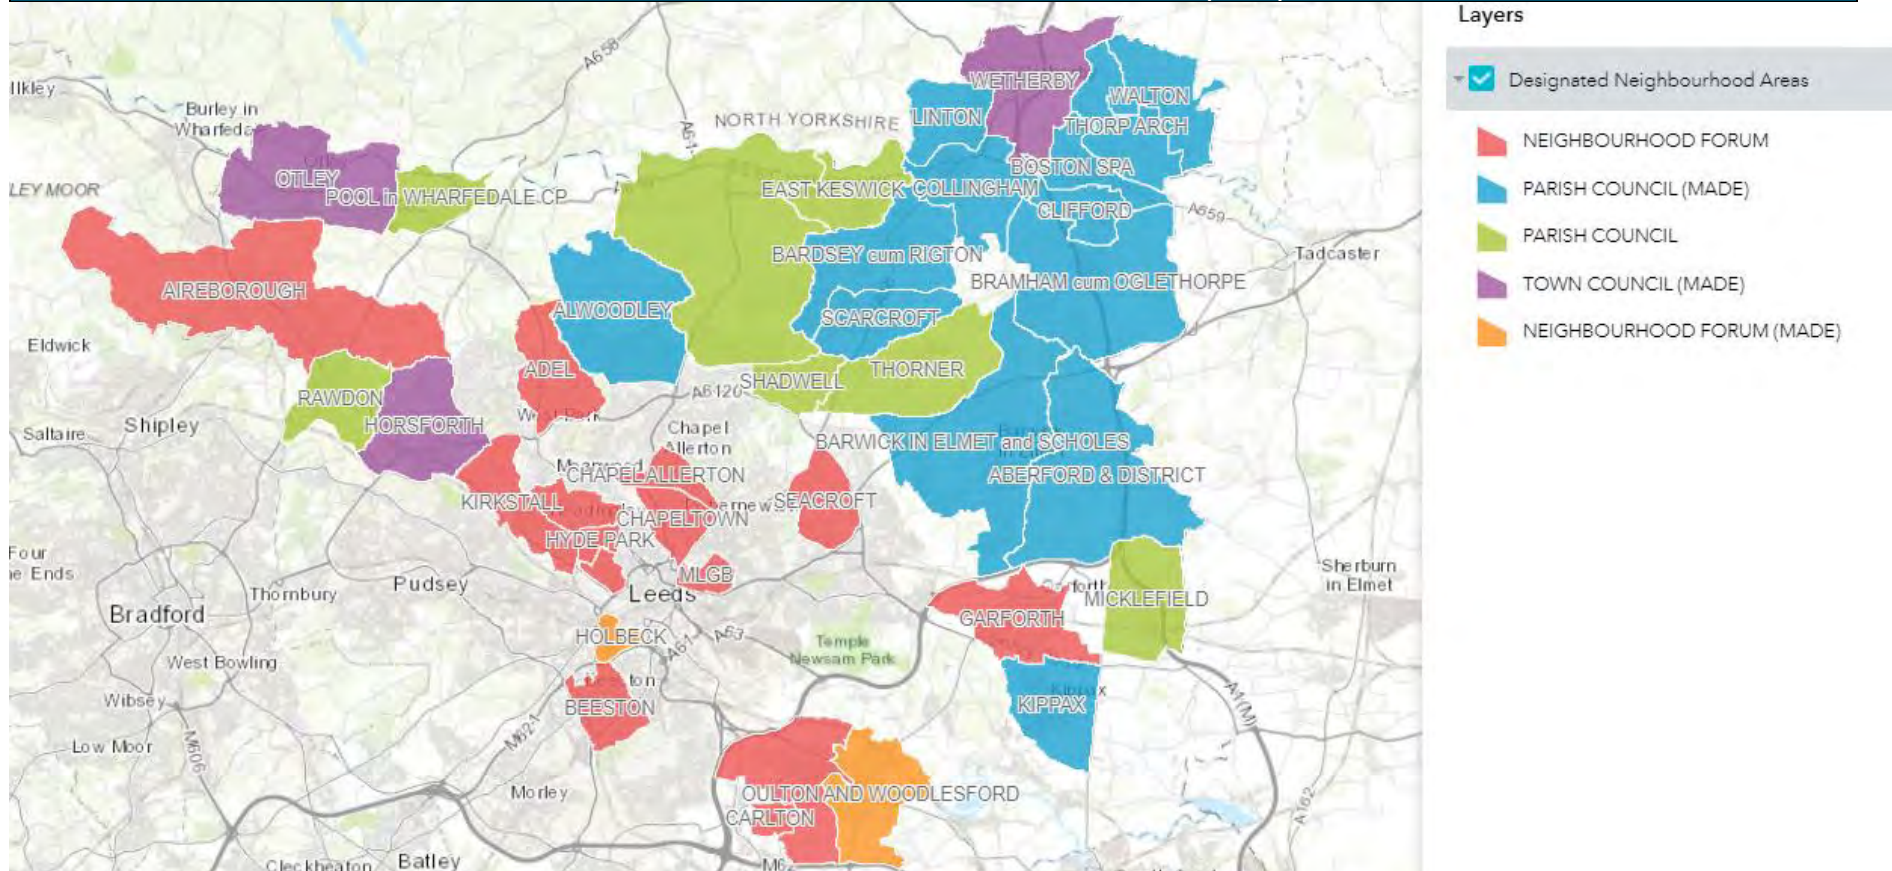 Layers
Designated Neighbourhood Areas
NEIGHBOURHOOD FORUM
PARISH COUNCIL (MADE)
PARISH COUNCIL
TOWN COUNCIL (MADE)
NEIGHBOURHOOD FORUM (MADE)
A658
WETHERBY
Ilkley
Burley in
WALTON
LINTON
NORTH YORKSHIRE
A61
THORP ARCH
BOSTON SPA
OTLEY
LEY MOOR
POOL in WHARFEDALE CP
EAST KESWICK
COLLINGHAM
CLIFFORD
A659
BARDSEY cum RIGTON
Tadcaster
AIREBOROUGH
BRAMHAM cum OGLETHORPE
ALWOODLEY
SCARCROFT
Eldwick
ADEL
THORNER
SHADWELL
A6120
RAWDON
West Park
HORSFORTH
Shipley
Saltaire
Chapel
Allerton
BARWICK IN ELMET and SCHOLES
CHAPEL ALLERTON
ABERFORD & DISTRICT
KIRKSTALL
SEACROFT
CHAPELTOWN
HYDE PARK
Four
Ends
MLGB
Pudsey
Thornbury
Leeds
Sherburn
in Elmet
MICKLEFIELD
Bradford
GARFORTH
HOLBECK
A63
A61
Temple
Newsam Park
West Bowling
Wibsey
BEESTON
KIPPAX
A1(M)
M621
M606
Low Moor
Morley
OULTON AND WOODLESFORD
CARLTON
A162
Cleckheaton
Batley
M62